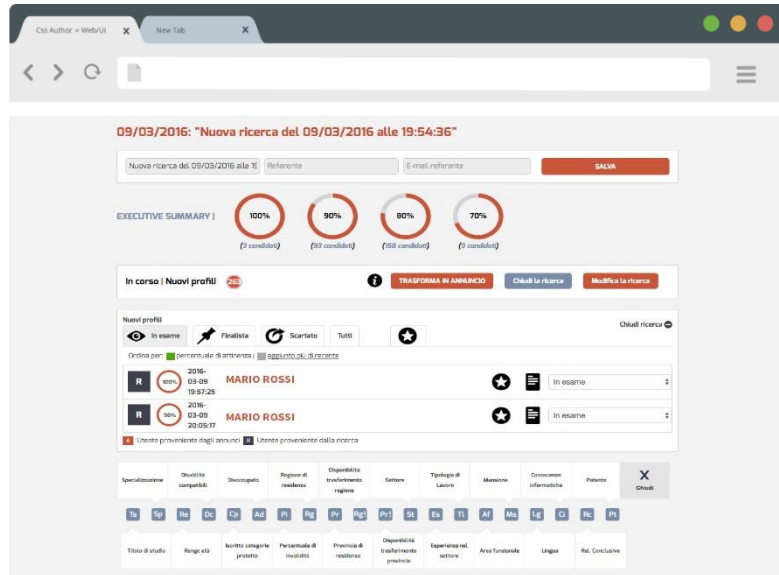 Css Author > Web/UI X New Tab X
09/03/2016: "Nuova ricerca del 09/03/2016 alle 19:54:36"
Nuova ricerca del 09/03/2016 alle 19 Referente E-mail referente SALVA
EXECUTIVE SUMMARY | 100% 90% 80% 70%
(3 candidati) (93 candidati) (158 candidati) (9 candidati)
In corso | Nuovi profili 263 i TRASFORMA IN ANNUNCIO Chiudi la ricerca Modifica la ricerca
Nuovi profili Chiudi ricerca
In esame Finalista Scartato Tutti
Ordina per: percentuale di attinenza | aggiunto più di recente
R 100% 2016-03-09 19:57:25 MARIO ROSSI In esame
R 96% 2016-03-09 20:05:17 MARIO ROSSI In esame
A Utente proveniente dagli annunci R Utente proveniente dalla ricerca
Specializzazione Disabilità compatibili Disoccupato Regione di residenza Disponibilità trasferimento regione Settore Tipologia di Lavoro Mansione Conoscenze informatiche Patente X Chiudi
Ts Sp Re Dc Cp Ad Pi Rg Pr Rg! Pr! St Es Tl Af Ms Lg Ci Rc Pt
Titolo di studio Range età Iscritto categorie protette Percentuale di invalidità Provincia di residenza Disponibilità trasferimento provincia Esperienza nel settore Area funzionale Lingua Rel. Conclusiva